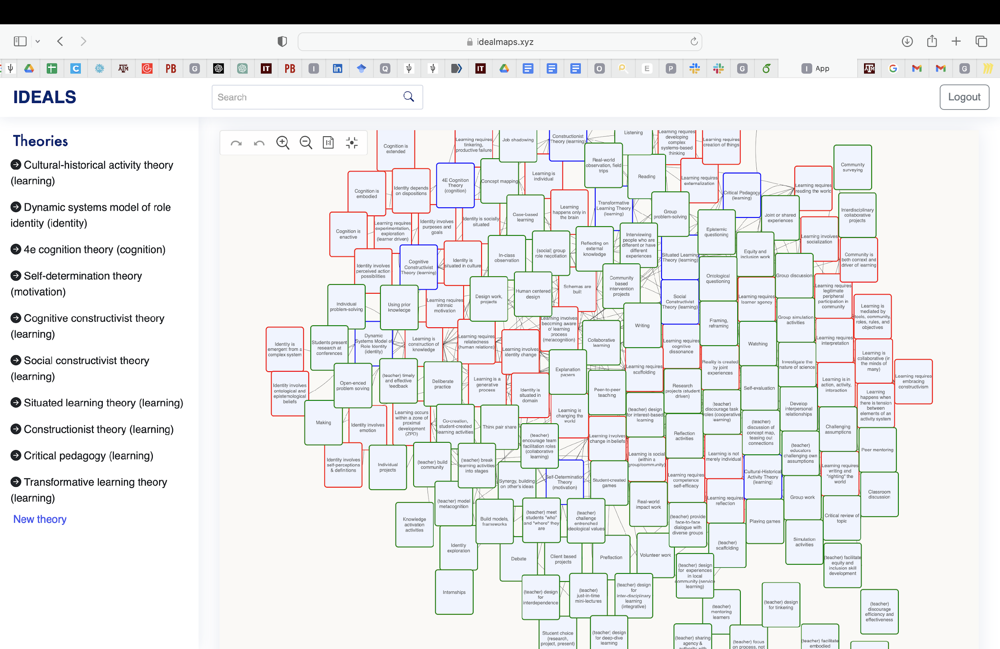 idealmaps.xyz
C
DL
ATM
PB
G
IT
PB
I
in
Q
IT
O
E
P
G
I App
ATM
G
G
IDEALS
Search
Logout
Theories
Cultural-historical activity theory
(learning)
Dynamic systems model of role
identity (identity)
4e cognition theory (cognition)
Self-determination theory
(motivation)
Cognitive constructivist theory
(learning)
Social constructivist theory
(learning)
Situated learning theory (learning)
Constructionist theory (learning)
Critical pedagogy (learning)
Transformative learning theory
(learning)
New theory
Cognition is
extended
Learning requires
tinkering,
productive failure
Job shadowing
Constructionist
Theory (learning)
Listening
Learning requires
developing
complex
systems-based
thinking
Learning requires
creation of things
Real-world
observation, field
trips
Community
surveying
Cognition is
embodied
Identity depends
on dispositions
4E Cognition
Theory
(cognition)
Concept mapping
Learning is
individual
Reading
Learning requires
externalization
Critical Pedagogy
(learning)
Learning requires
reading the world
Cognition is
enactive
Learning requires
experimentation,
exploration
(learner driven)
Identity involves
purposes and
goals
Identity is socially
situated
Case-based
learning
Learning
happens only in
the brain
Transformative
Learning Theory
(learning)
Group
problem-solving
Epistemic
questioning
Joint or shared
experiences
Interdisciplinary
collaborative
projects
Learning involves
socialization
Identity involves
perceived action
possibilities
Cognitive
Constructivist
Theory (learning)
Identity is
situated in culture
In-class
observation
(social) group
role negotiation
Reflecting on
external
knowledge
Interviewing
people who are
different or have
different
experiences
Situated Learning
Theory (learning)
Equity and
inclusion work
Community is
both context and
driver of learning
Individual
problem-solving
Using prior
knowledge
Learning requires
intrinsic
motivation
Design work,
projects
Human centered
design
Schemas are
built
Community
based
intervention
projects
Social
Constructivist
Theory (learning)
Ontological
questioning
Group discussion
Learning requires
learner agency
Learning requires
legitimate
peripheral
participation in
community
Learning is
mediated by
tools, community,
roles, rules, and
objectives
Identity is
emergent from a
complex system
Students present
research at
conferences
Dynamic
Systems Model of
Role Identity
(identity)
Learning is
construction of
knowledge
Learning requires
relatedness
(human relations)
Learning involves
identity change
Learning involves
becoming aware
of learning
process
(metacognition)
Collaborative
learning
Writing
Learning requires
cognitive
dissonance
Framing,
reframing
Group simulation
activities
Watching
Learning requires
interpretation
Learning is
collaborative (in
the minds of
many)
Learning requires
embracing
constructivism
Identity involves
ontological and
epistemological
beliefs
Open-ended
problem solving
(teacher) timely
and effective
feedback
Deliberate
practice
Learning is a
generative
process
Identity is
situated in
domain
Explanation
papers
Peer-to-peer
teaching
Learning requires
scaffolding
Research
projects (student
driven)
Reality is created
by joint
experiences
Self-evaluation
Investigate the
nature of science
Learning is in
action, activity,
interaction
Learning
happens when
there is tension
between
elements of an
activity system
Making
Identity involves
emotion
Learning occurs
within a zone of
proximal
development
(ZPD)
Co-creation,
student-created
learning activities
Think pair share
Learning is
changing the
world
(teacher) design
for interest-based
learning
Reflection
activities
(teacher)
discourage task
roles (cooperative
learning)
(teacher)
discussion of
concept map,
teasing out
connections
Develop
interpersonal
relationships
Challenging
assumptions
Peer mentoring
Identity involves
self-perceptions
& definitions
Individual
projects
(teacher) build
community
(teacher) break
learning activities
into stages
(teacher)
encourage team
facilitation roles
(collaborative
learning)
Learning involves
change in beliefs
Learning is social
(within a
group/community)
Learning is not
merely individual
(teacher)
educators
challenging own
assumptions
Learning requires
writing and
"righting" the
world
Synergy, building
on other's ideas
Self-Determination
Theory
(motivation)
Student-created
games
Learning requires
competence
self-efficacy
Cultural-Historical
Activity Theory
(learning)
Classroom
discussion
Knowledge
activation
activities
(teacher) model
metacognition
Build models,
frameworks
(teacher) meet
students "who"
and "where" they
are
(teacher)
challenge
entrenched
ideological values
Real-world
impact work
(teacher) provide
face-to-face
dialogue with
diverse groups
Learning requires
reflection
Playing games
Group work
Critical review of
topic
Identity
exploration
Debate
Client based
projects
Preflection
Volunteer work
(teacher)
scaffolding
Simulation
activities
(teacher) facilitate
equity and
inclusion skill
development
Internships
(teacher) design
for
interdependence
(teacher)
just-in-time
mini-lectures
(teacher) design
for
inter-disciplinary
learning
(integrative)
(teacher) design
for experiences
in local
community (service
learning)
(teacher)
mentoring
learners
(teacher) design
for tinkering
(teacher)
discourage
efficiency and
effectiveness
Student choice
(research,
project, present)
(teacher) design
for deep-dive
learning
(teacher) sharing
agency &
authority with
(teacher) focus
on process, not
(teacher) facilitate
embodied